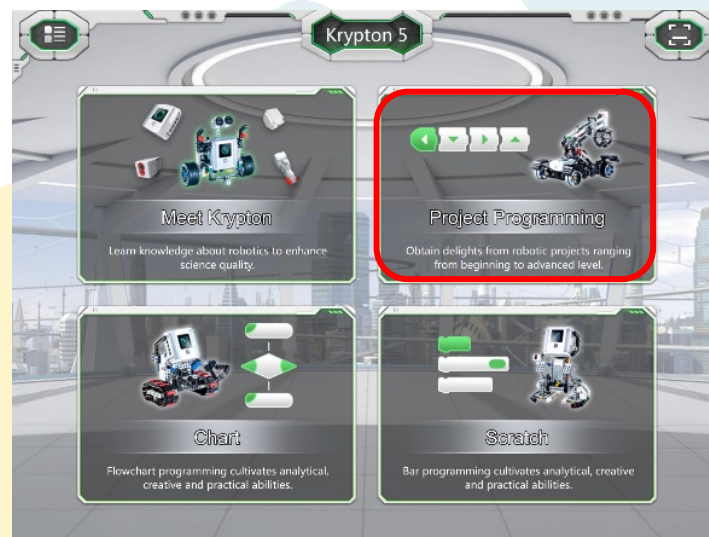 Krypton 5
Meet Krypton
Learn knowledge about robotics to enhance
science quality.
Project Programming
Obtain delights from robotic projects ranging
from beginning to advanced level.
Chart
Flowchart programming cultivates analytical,
creative and practical abilities.
Scratch
Bar programming cultivates analytical, creative
and practical abilities.